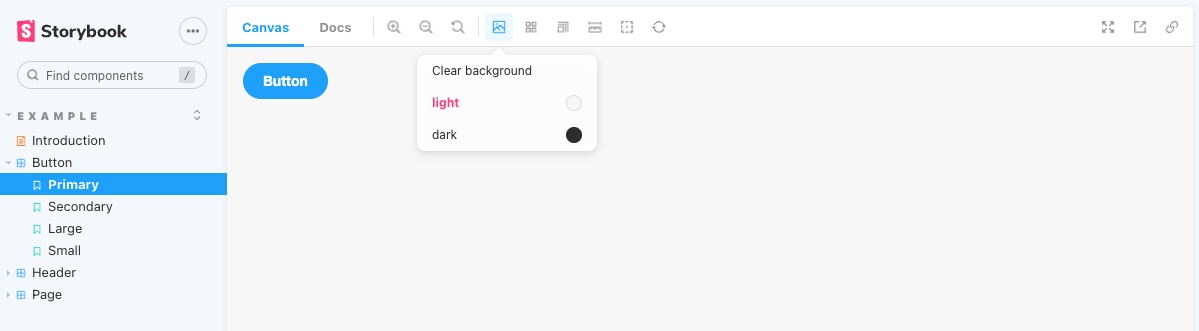 Storybook
Find components
/
EXAMPLE
Introduction
Button
Primary
Secondary
Large
Small
Header
Page
Canvas
Docs
Clear background
light
dark
Button